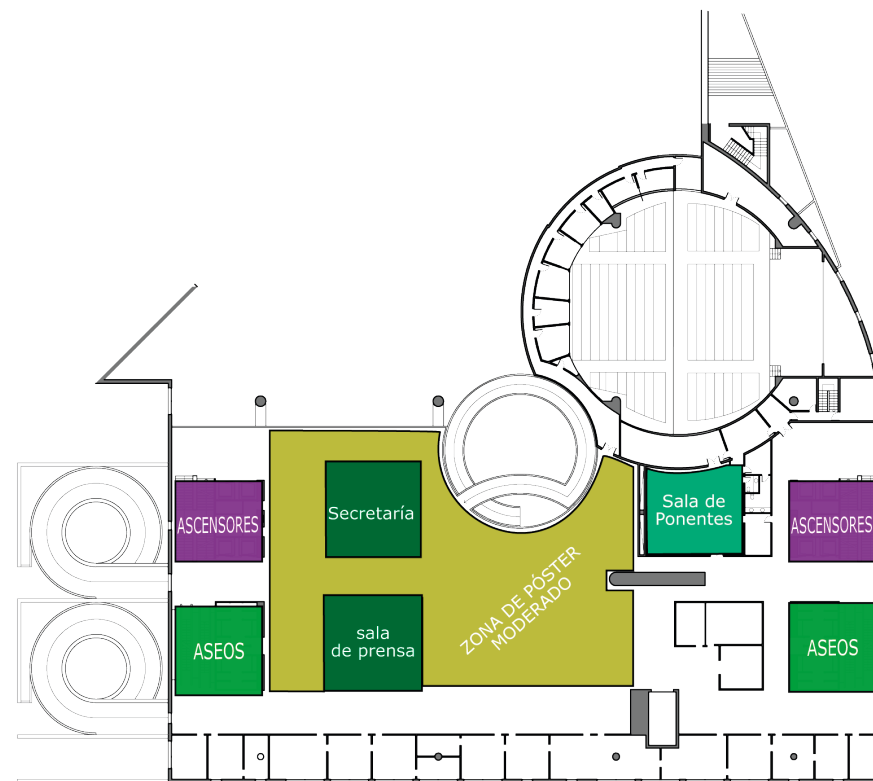 Secretaría
Sala de
Ponentes
ASCENSORES
ASCENSORES
ZONA DE PÓSTER
MODERADO
sala
de prensa
ASEOS
ASEOS